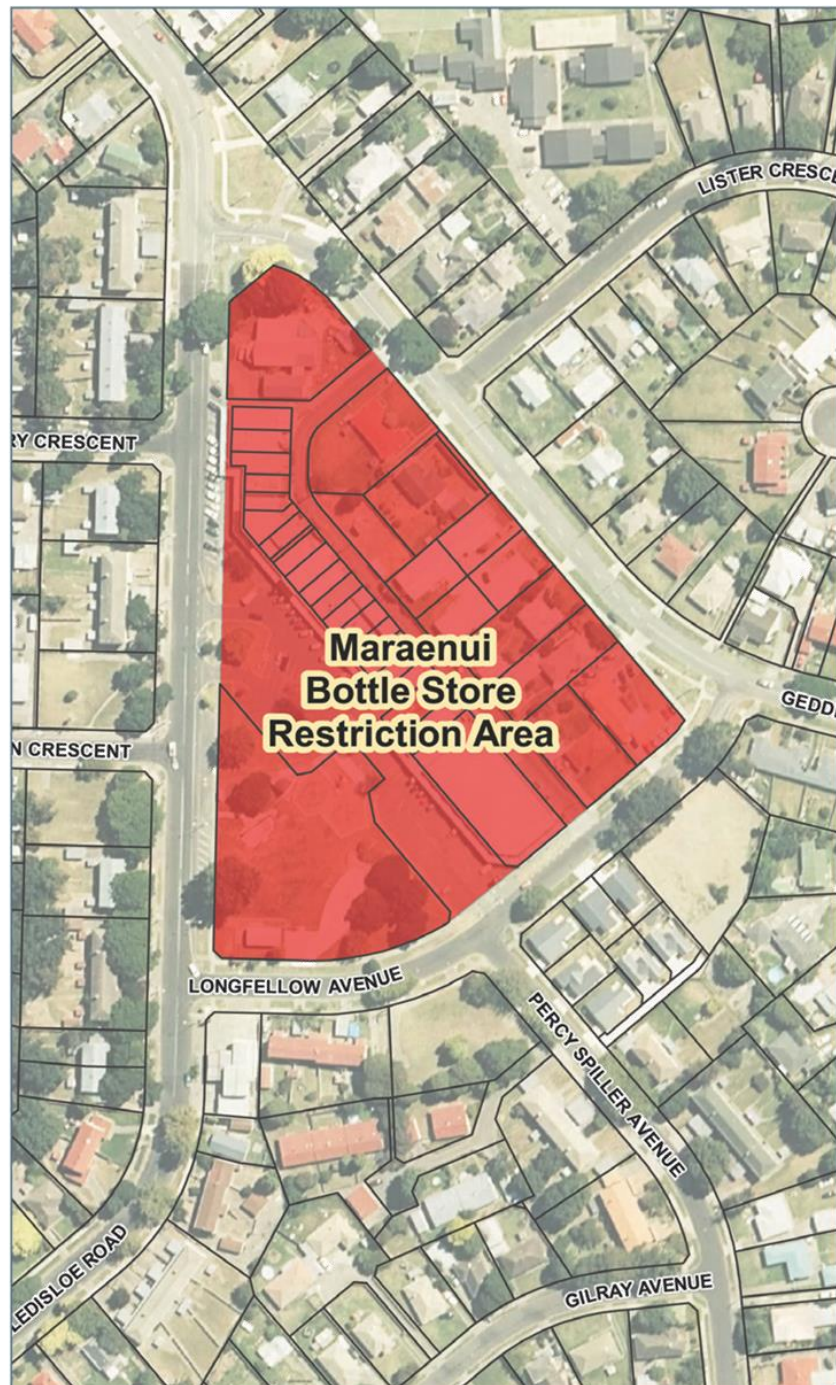 LISTER CRESCE
RY CRESCENT
Maraenui
Bottle Store
Restriction Area
GEDD
N CRESCENT
LONGFELLOW AVENUE
PERCY SPILLER AVENUE
LEDISLOE ROAD
GILRAY AVENUE